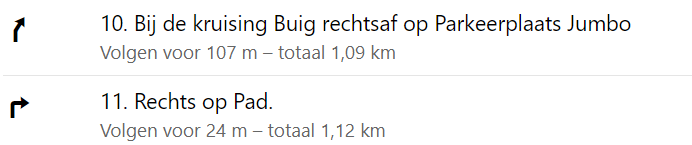 10. Bij de kruising Buig rechtsaf op Parkeerplaats Jumbo
Volgen voor 107 m – totaal 1,09 km
11. Rechts op Pad.
Volgen voor 24 m – totaal 1,12 km